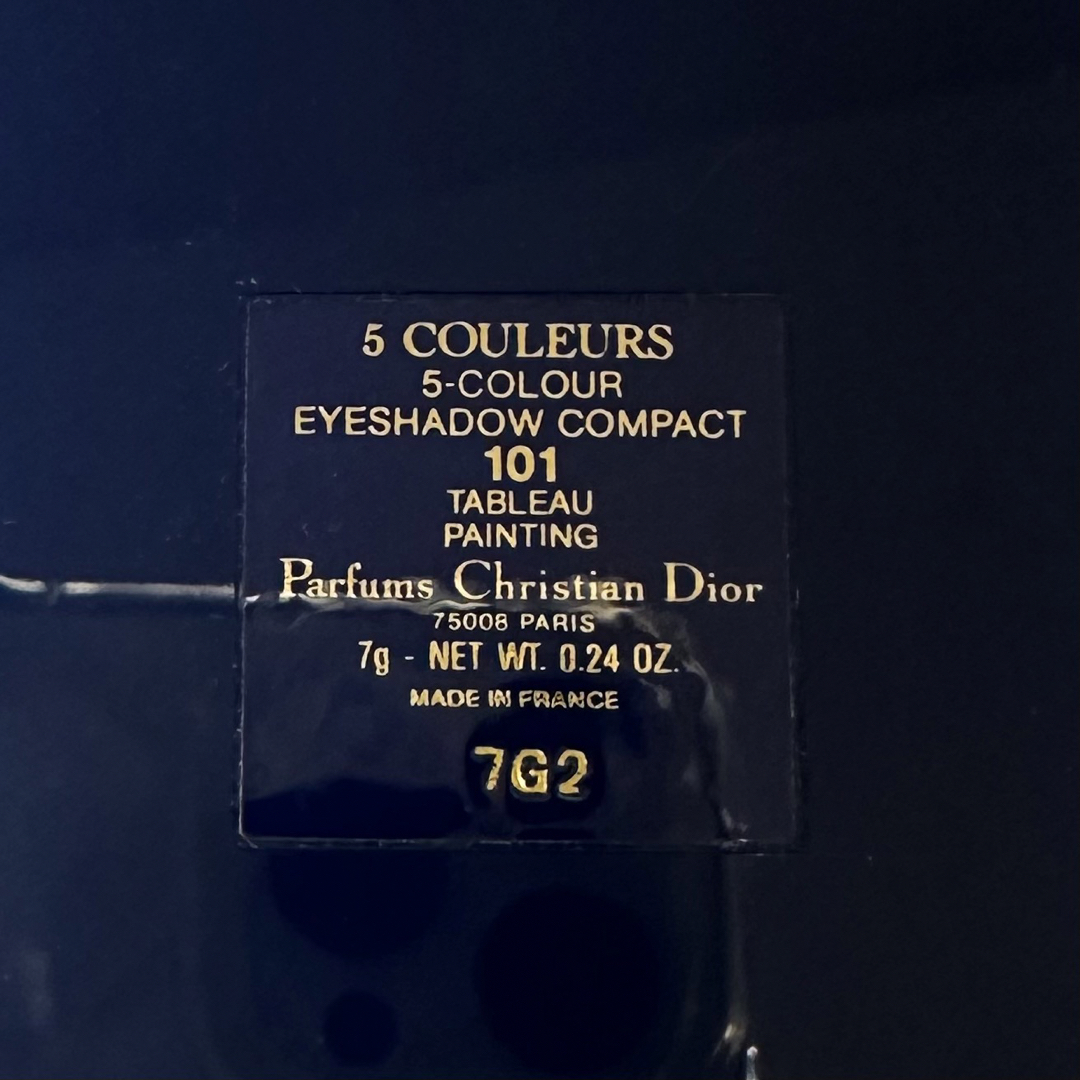 5 COULEURS
5-COLOUR
EYESHADOW COMPACT
101
TABLEAU
PAINTING
Parfums Christian Dior
75008 PARIS
7g - NET WT. 0.24 OZ.
MADE IN FRANCE
7G2